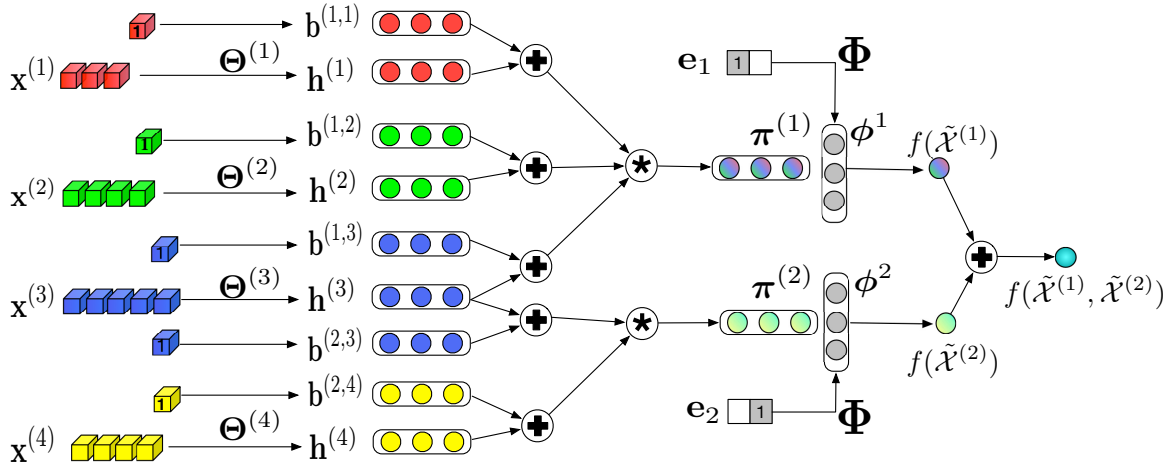 1 b^(1,1)
x^(1) Θ^(1) h^(1)
1 b^(1,2)
x^(2) Θ^(2) h^(2)
1 b^(1,3)
x^(3) Θ^(3) h^(3)
1 b^(2,3)
1 b^(2,4)
x^(4) Θ^(4) h^(4)
+
+
+
+
+
*
*
e_1 1 Φ
π^(1) φ^1 f(X̃^(1))
π^(2) φ^2
e_2 1 Φ
f(X̃^(2))
+
f(X̃^(1), X̃^(2))